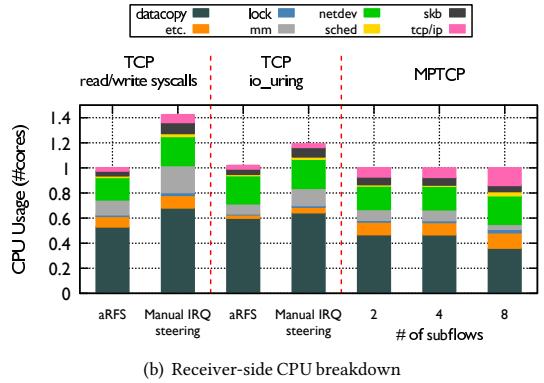 datacopy lock netdev skb
etc. mm sched tcp/ip
TCP
read/write syscalls
TCP
io_uring
MPTCP
CPU Usage (#cores)
1.4
1.2
1
0.8
0.6
0.4
0.2
0
aRFS
Manual IRQ
steering
aRFS
Manual IRQ
steering
2 4 8
# of subflows
(b) Receiver-side CPU breakdown